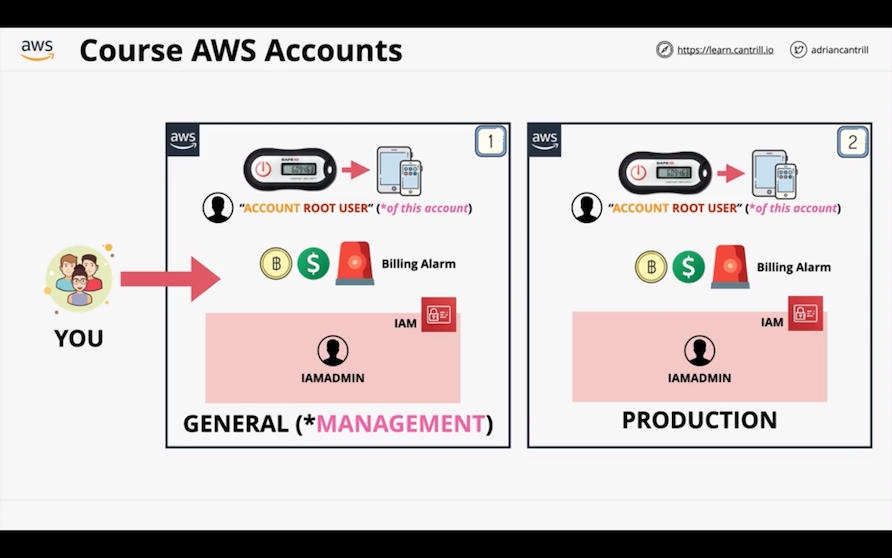 aws
Course AWS Accounts
https://learn.cantrill.io
adriancantrill
aws
1
"ACCOUNT ROOT USER" (*of this account)
Billing Alarm
IAM
IAMADMIN
GENERAL (*MANAGEMENT)
aws
2
"ACCOUNT ROOT USER" (*of this account)
Billing Alarm
IAM
IAMADMIN
PRODUCTION
YOU